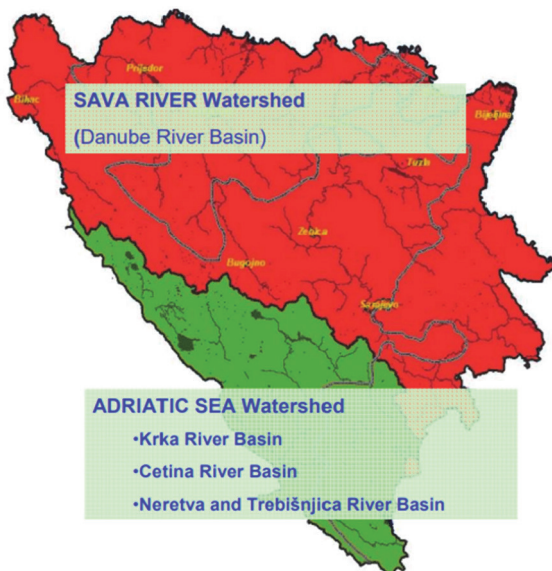 Prijedor
SAVA RIVER Watershed
Bihac
(Danube River Basin)
Bijeljina
Tuzla
Zenica
Bugojno
Sarajevo
ADRIATIC SEA Watershed
•Krka River Basin
•Cetina River Basin
•Neretva and Trebišnjica River Basin